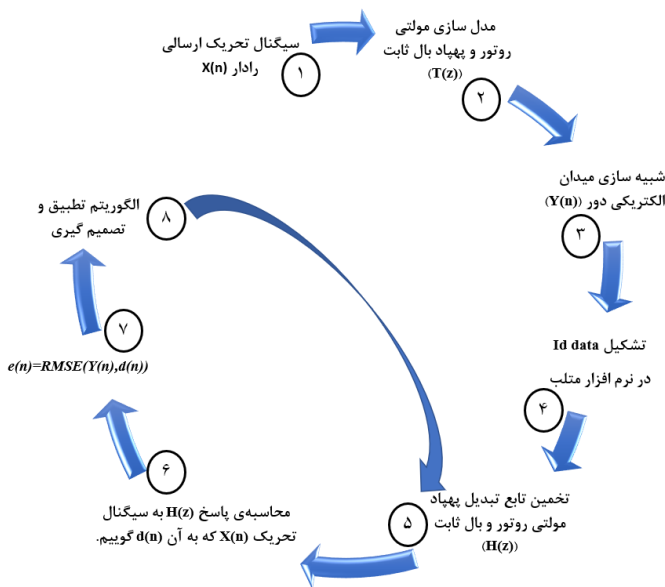 سیگنال تحریک ارسالی
رادار X(n)
۱
مدل سازی مولتی
روتور و پهپاد بال ثابت
(T(z))
۲
شبیه سازی میدان
الکتریکی دور (Y(n))
۳
تشکیل Id data
در نرم افزار متلب
۴
تخمین تابع تبدیل پهپاد
مولتی روتور و بال ثابت
(H(z))
۵
۶
محاسبه‌ی پاسخ H(z) به سیگنال
تحریک X(n) که به آن d(n) گوییم.
۷
e(n)=RMSE(Y(n),d(n))
۸
الگوریتم تطبیق و
تصمیم گیری